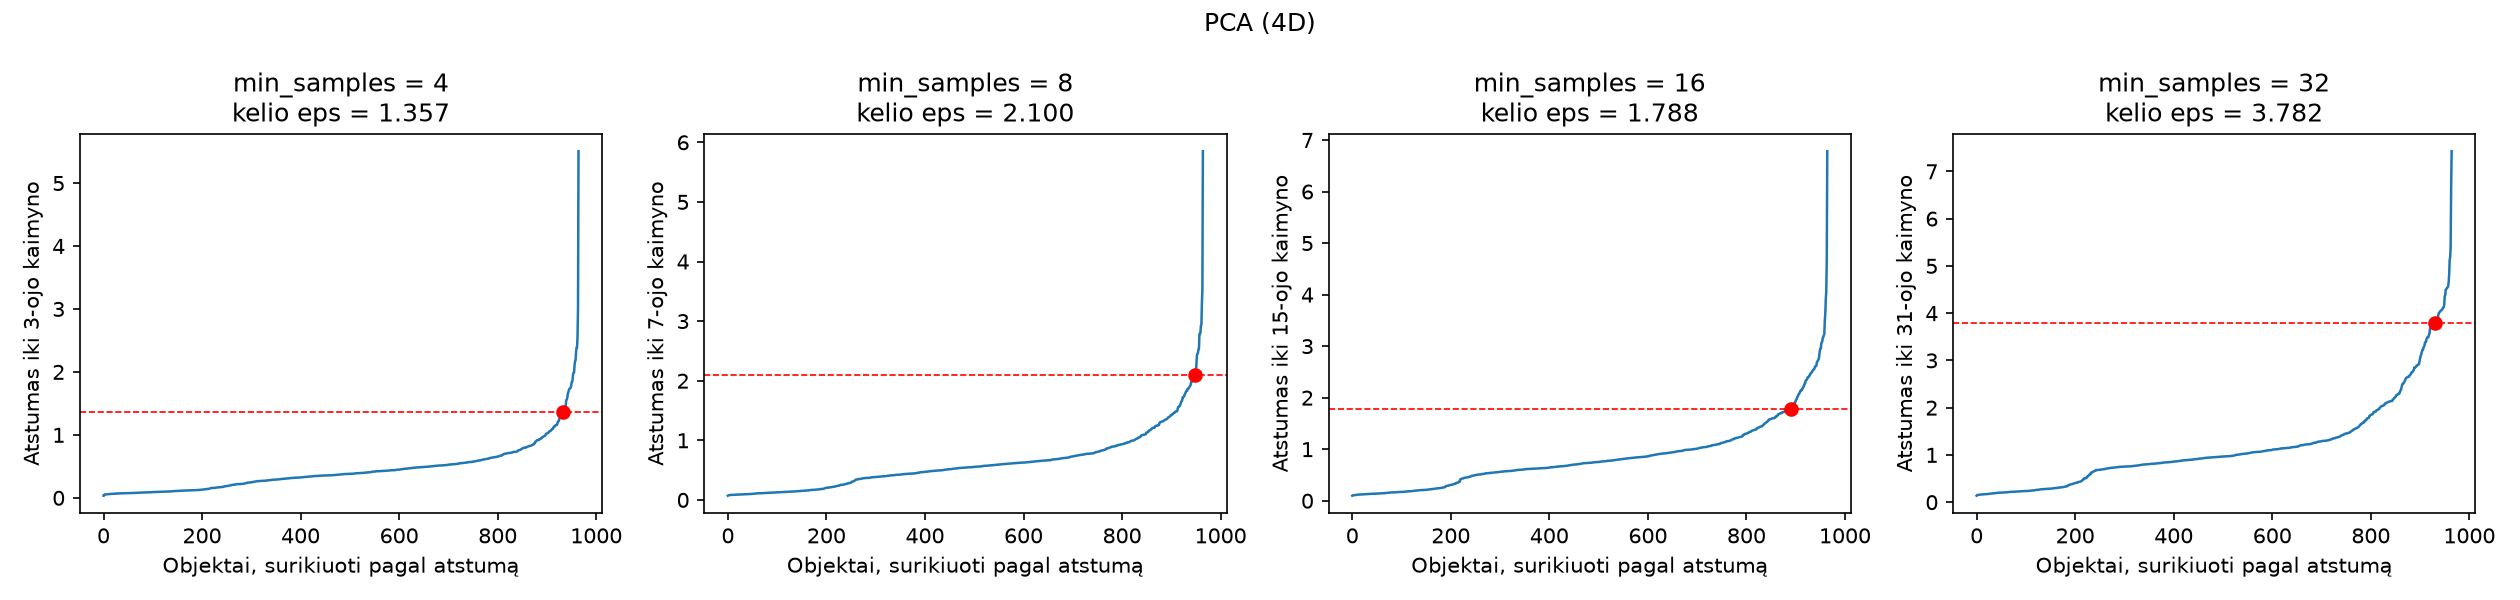 PCA (4D)
min_samples = 4
kelio eps = 1.357
Atstumas iki 3-ojo kaimyno
5
4
3
2
1
0
0 200 400 600 800 1000
Objektai, surikiuoti pagal atstumą
min_samples = 8
kelio eps = 2.100
Atstumas iki 7-ojo kaimyno
6
5
4
3
2
1
0
0 200 400 600 800 1000
Objektai, surikiuoti pagal atstumą
min_samples = 16
kelio eps = 1.788
Atstumas iki 15-ojo kaimyno
7
6
5
4
3
2
1
0
0 200 400 600 800 1000
Objektai, surikiuoti pagal atstumą
min_samples = 32
kelio eps = 3.782
Atstumas iki 31-ojo kaimyno
7
6
5
4
3
2
1
0
0 200 400 600 800 1000
Objektai, surikiuoti pagal atstumą